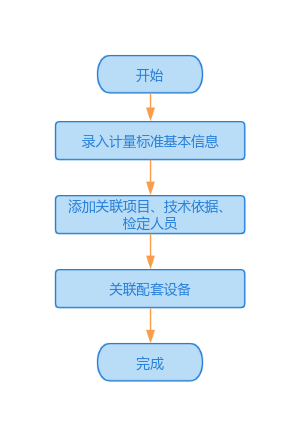 开始
录入计量标准基本信息
添加关联项目、技术依据、
检定人员
关联配套设备
完成